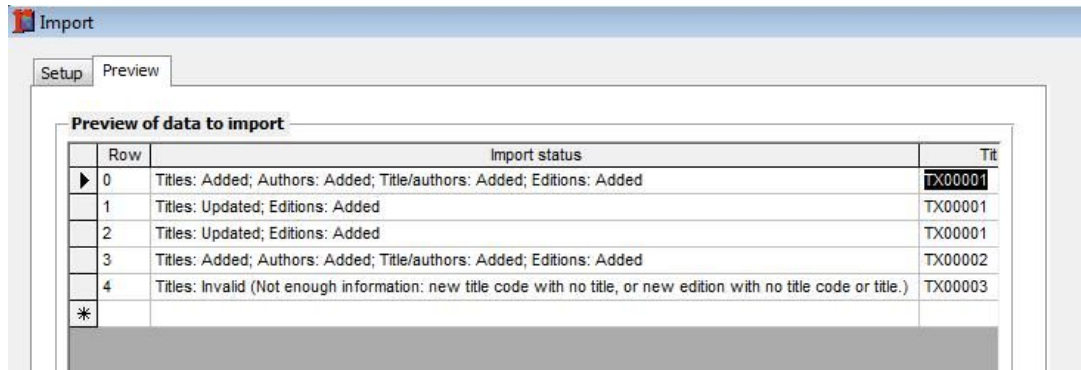 Import
Setup Preview
Preview of data to import
Row Import status Tit
0 Titles: Added; Authors: Added; Title/authors: Added; Editions: Added TX00001
1 Titles: Updated; Editions: Added TX00001
2 Titles: Updated; Editions: Added TX00001
3 Titles: Added; Authors: Added; Title/authors: Added; Editions: Added TX00002
4 Titles: Invalid (Not enough information: new title code with no title, or new edition with no title code or title.) TX00003